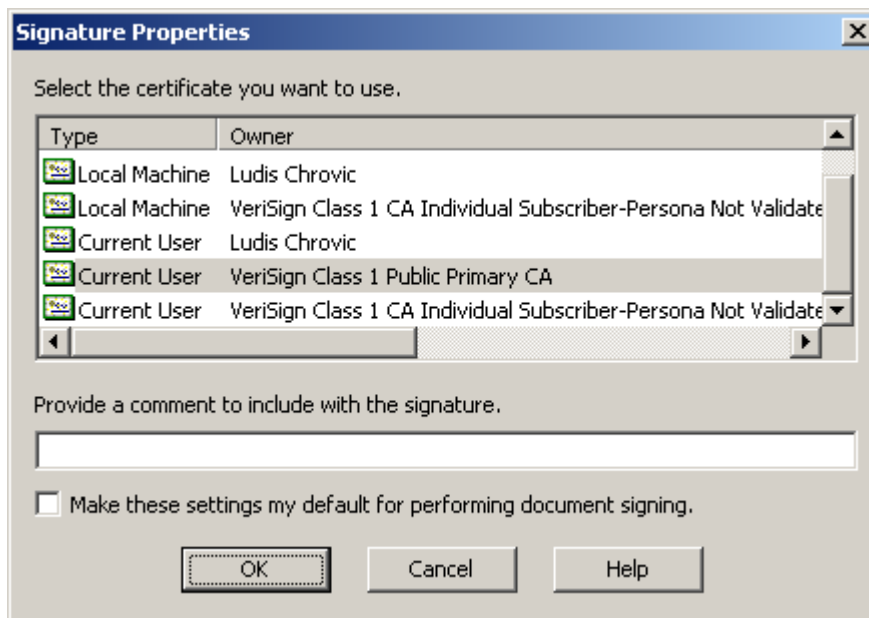 Signature Properties
Select the certificate you want to use.
Type Owner
Local Machine Ludis Chrovic
Local Machine VeriSign Class 1 CA Individual Subscriber-Persona Not Validate
Current User Ludis Chrovic
Current User VeriSign Class 1 Public Primary CA
Current User VeriSign Class 1 CA Individual Subscriber-Persona Not Validate
Provide a comment to include with the signature.
Make these settings my default for performing document signing.
OK Cancel Help